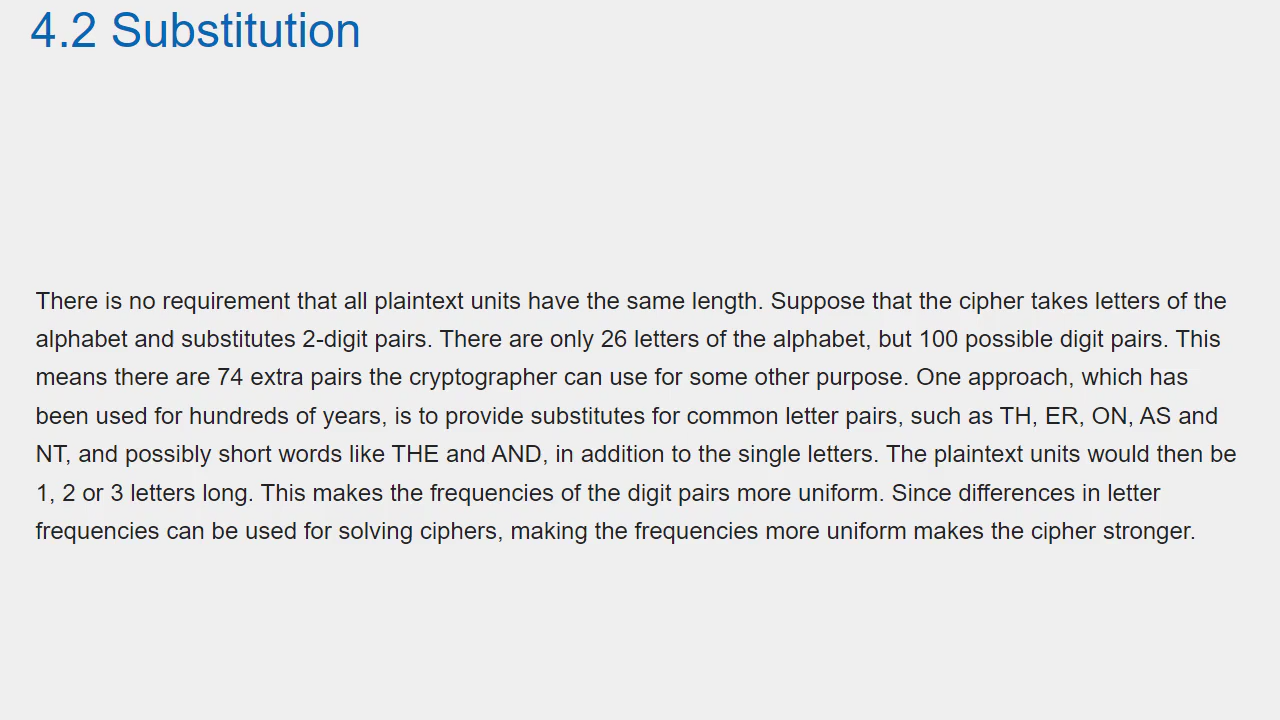 4.2 Substitution
There is no requirement that all plaintext units have the same length. Suppose that the cipher takes letters of the
alphabet and substitutes 2-digit pairs. There are only 26 letters of the alphabet, but 100 possible digit pairs. This
means there are 74 extra pairs the cryptographer can use for some other purpose. One approach, which has
been used for hundreds of years, is to provide substitutes for common letter pairs, such as TH, ER, ON, AS and
NT, and possibly short words like THE and AND, in addition to the single letters. The plaintext units would then be
1, 2 or 3 letters long. This makes the frequencies of the digit pairs more uniform. Since differences in letter
frequencies can be used for solving ciphers, making the frequencies more uniform makes the cipher stronger.